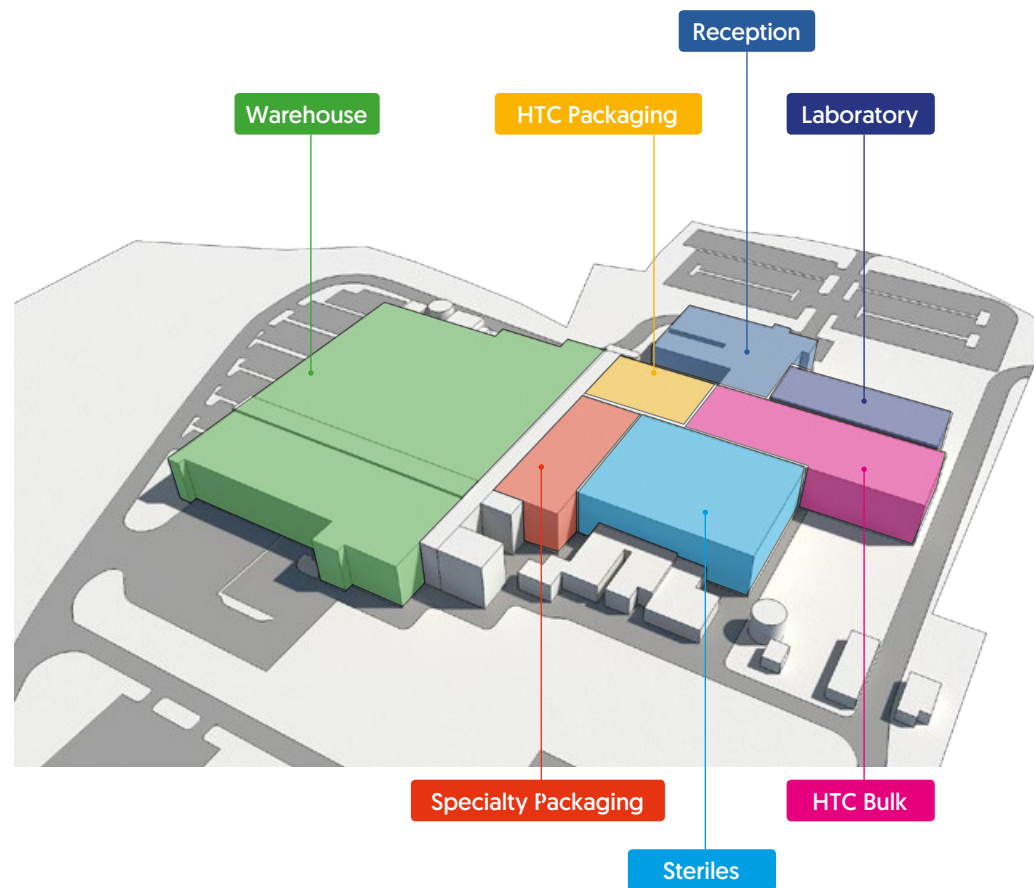 Reception
Warehouse
HTC Packaging
Laboratory
Specialty Packaging
HTC Bulk
Steriles